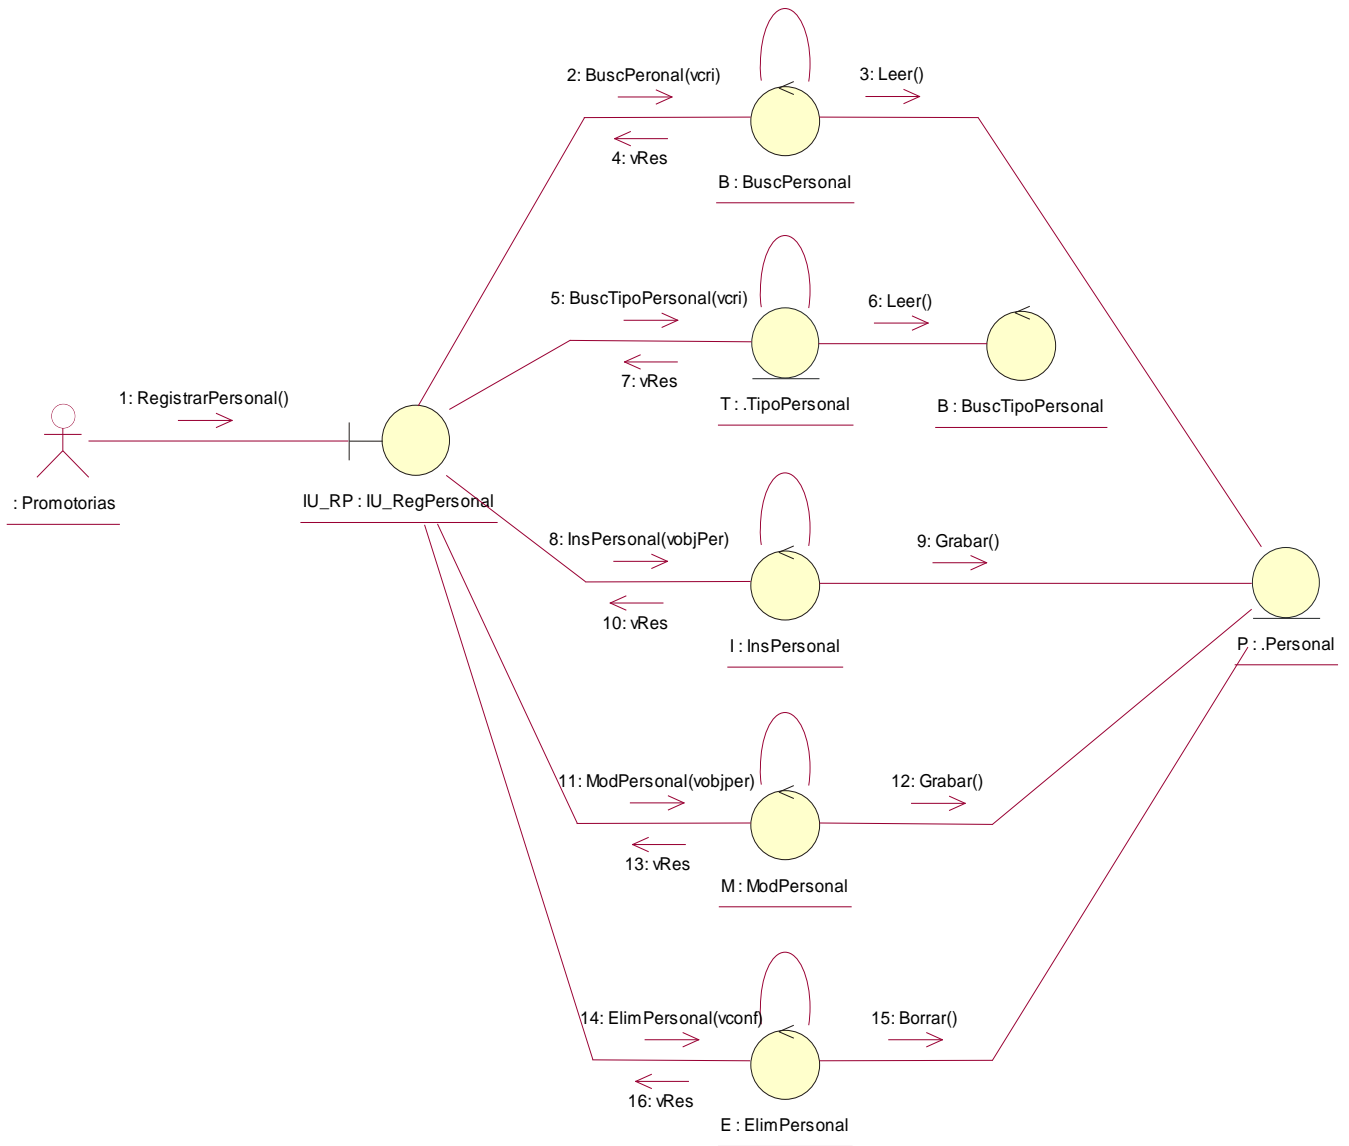 2: BuscPeronal(vcri)
3: Leer()
4: vRes
B : BuscPersonal
5: BuscTipoPersonal(vcri)
6: Leer()
7: vRes
T : .TipoPersonal
B : BuscTipoPersonal
1: RegistrarPersonal()
: Promotorias
IU_RP : IU_RegPersonal
8: InsPersonal(vobjPer)
9: Grabar()
10: vRes
I : InsPersonal
P : .Personal
11: ModPersonal(vobjper)
12: Grabar()
13: vRes
M : ModPersonal
14: ElimPersonal(vconf)
15: Borrar()
16: vRes
E : ElimPersonal